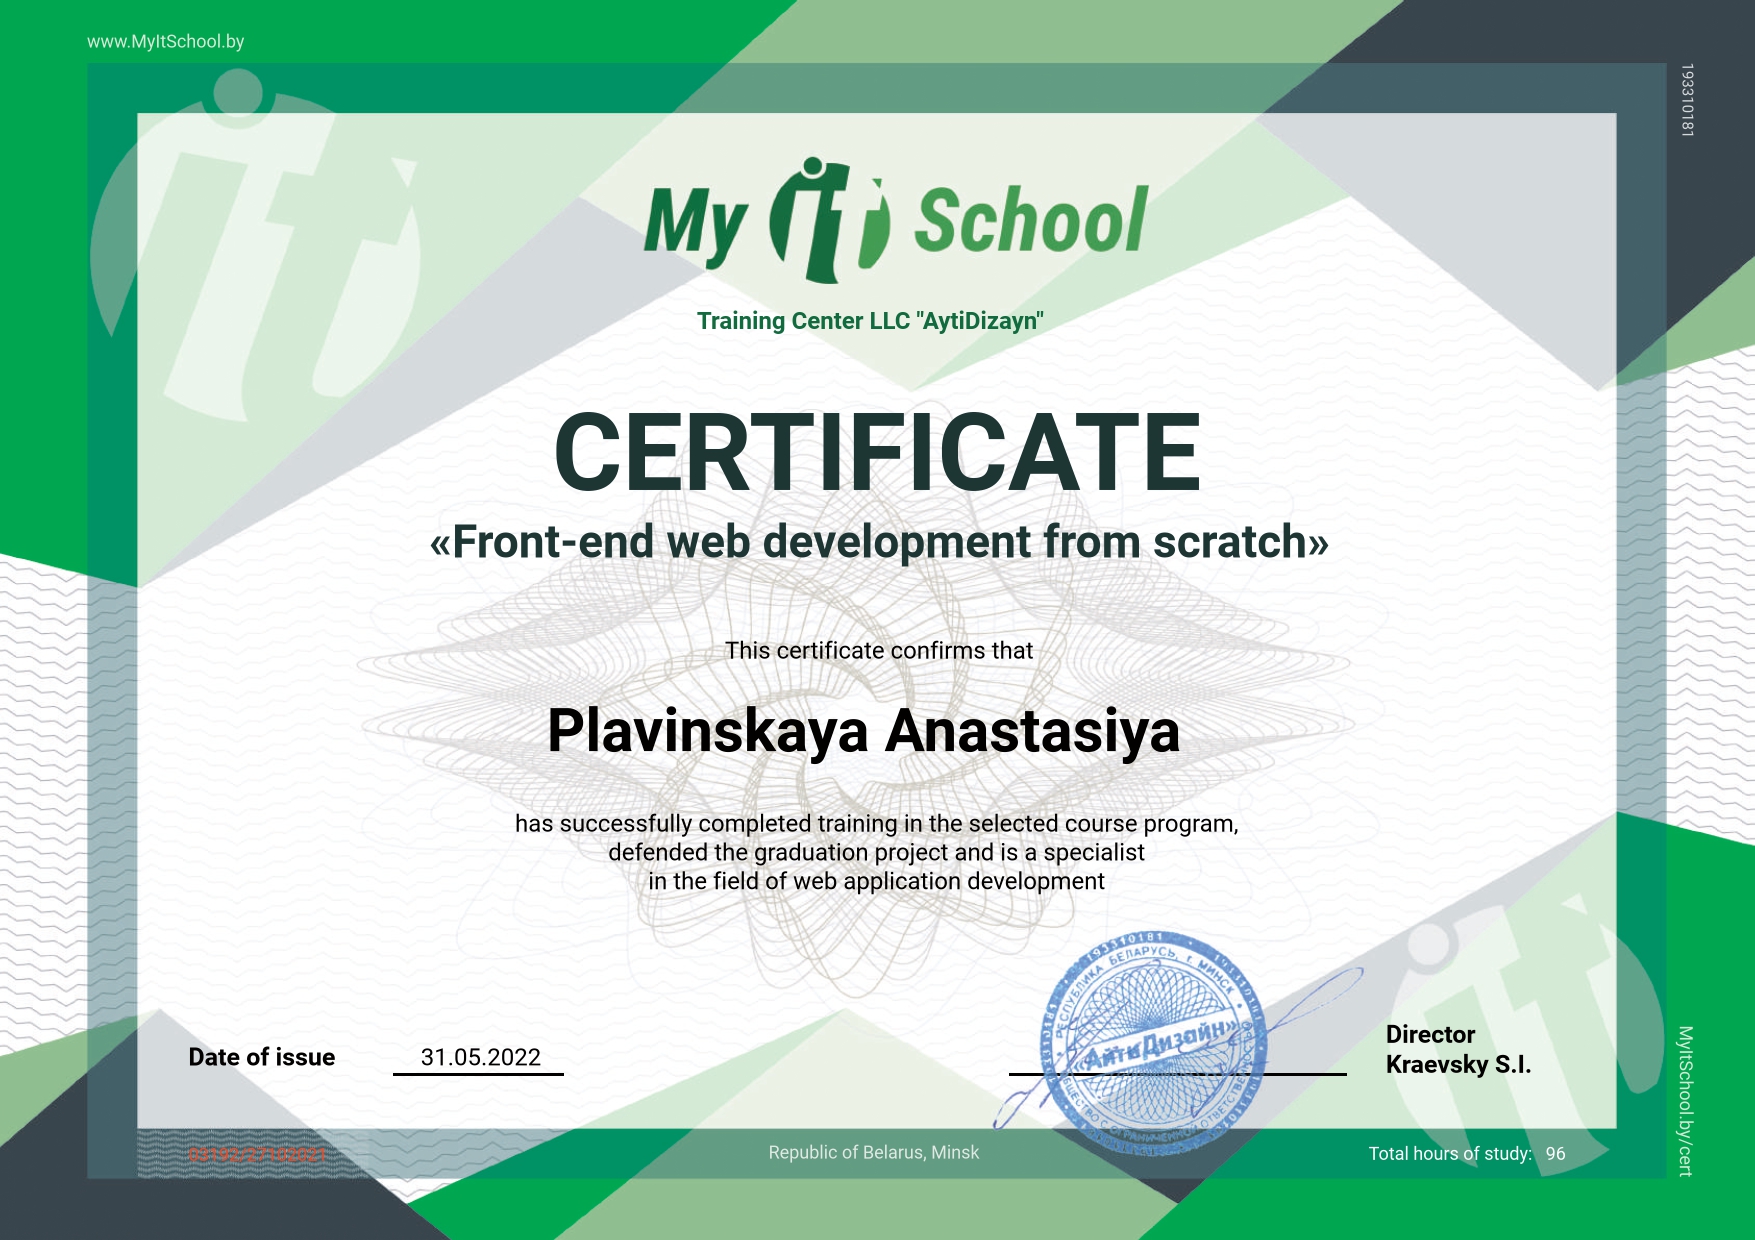 www.MyItSchool.by
193310181
My it School
Training Center LLC "AytiDizayn"
CERTIFICATE
«Front-end web development from scratch»
This certificate confirms that
Plavinskaya Anastasiya
has successfully completed training in the selected course program,
defended the graduation project and is a specialist
in the field of web application development
Date of issue 31.05.2022
193310181
РЕСПУБЛИКА БЕЛАРУСЬ, г. МИНСК
«АйтиДизайн»
Director
Kraevsky S.I.
MyItSchool.by/cert
Republic of Belarus, Minsk
Total hours of study: 96